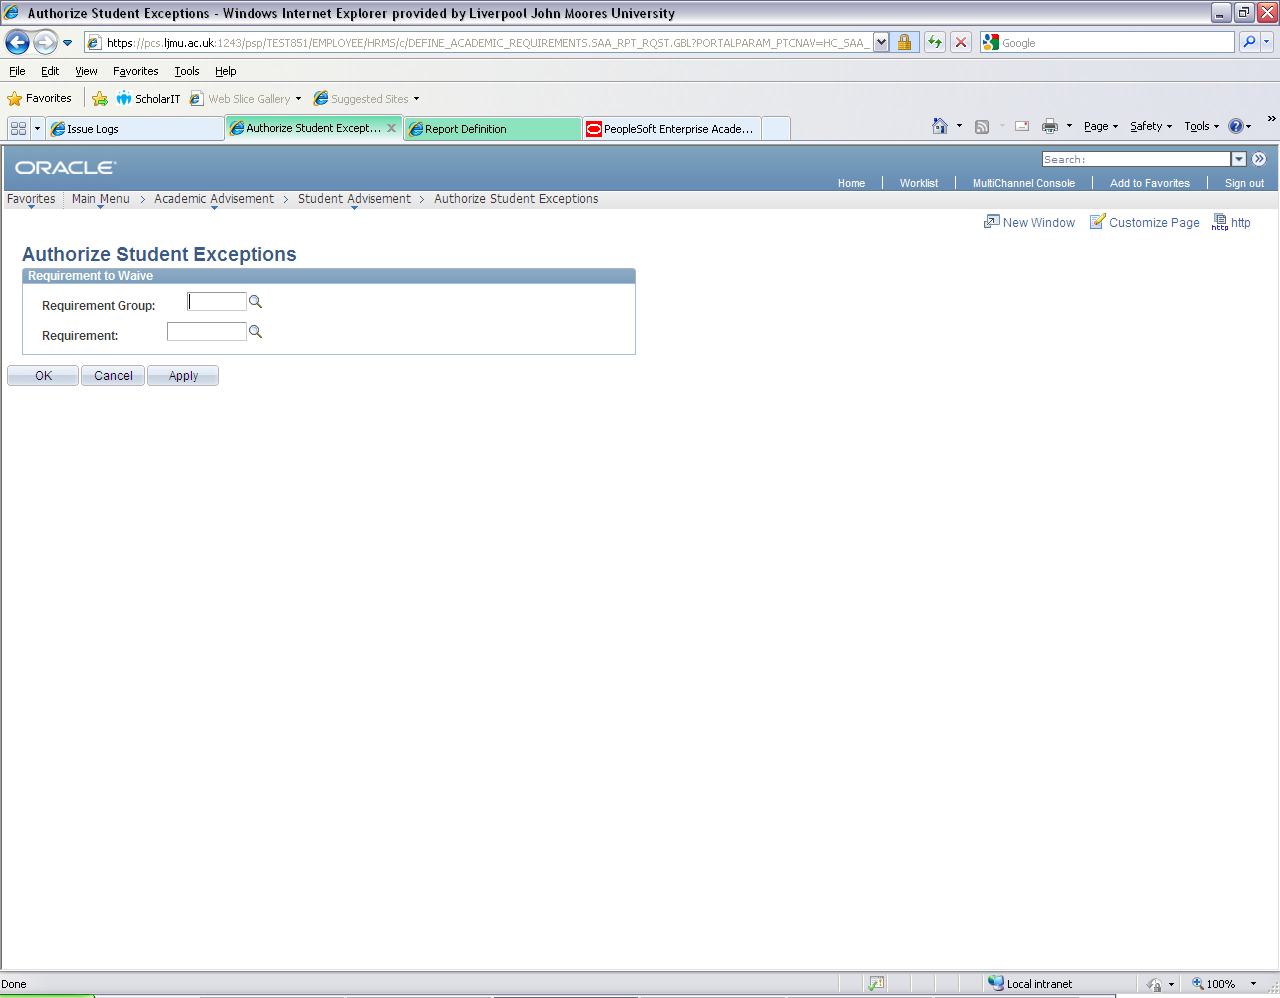 Authorize Student Exceptions - Windows Internet Explorer provided by Liverpool John Moores University
https://pcs.ljmu.ac.uk:1243/psp/TEST851/EMPLOYEE/HRMS/c/DEFINE_ACADEMIC_REQUIREMENTS.SAA_RPT_RQST.GBL?PORTALPARAM_PTCNAV=HC_SAA_
Google
File Edit View Favorites Tools Help
Favorites ScholarIT Web Slice Gallery Suggested Sites
Issue Logs Authorize Student Except... Report Definition PeopleSoft Enterprise Acade... Page Safety Tools
ORACLE Search:
Home Worklist MultiChannel Console Add to Favorites Sign out
Favorites Main Menu > Academic Advisement > Student Advisement > Authorize Student Exceptions
New Window Customize Page http
Authorize Student Exceptions
Requirement to Waive
Requirement Group:
Requirement:
OK Cancel Apply
Done Local intranet 100%